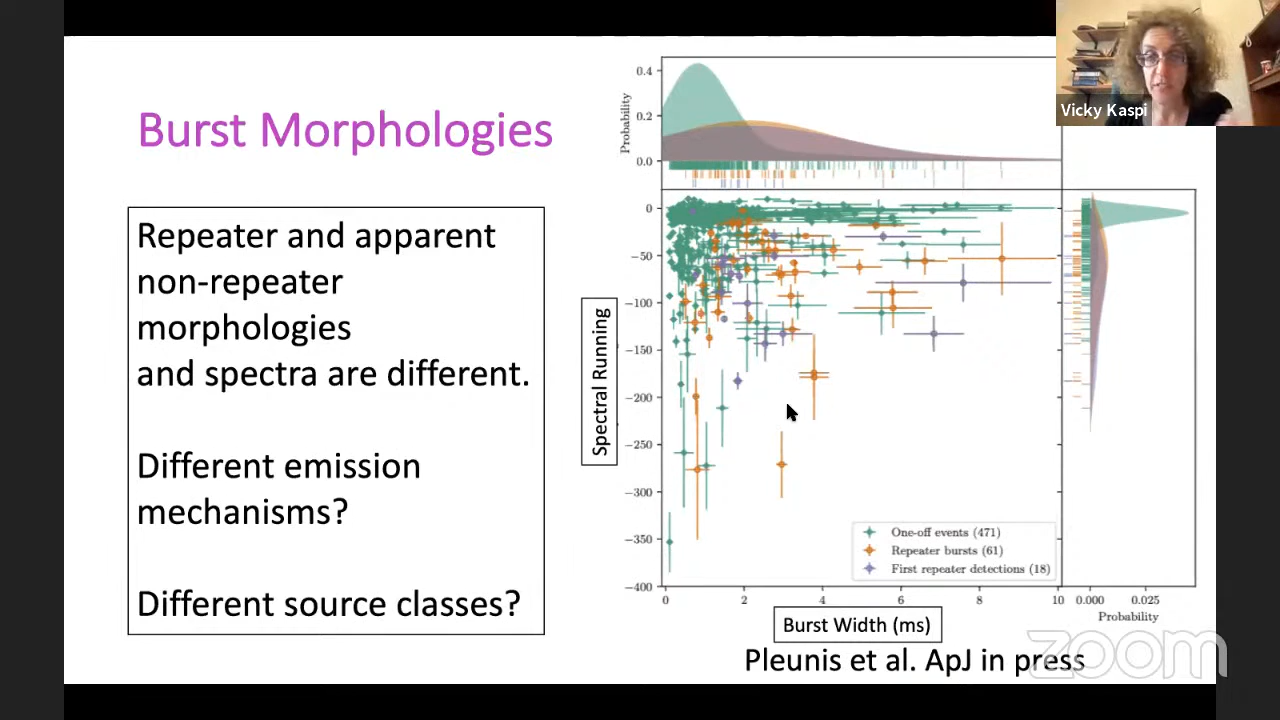 Burst Morphologies
Repeater and apparent
non-repeater
morphologies
and spectra are different.
Different emission
mechanisms?
Different source classes?
0.4
0.2
0.0
Probability
0
−50
−100
−150
−200
−250
−300
−350
−400
Spectral Running
One-off events (471)
Repeater bursts (61)
First repeater detections (18)
0 2 4 6 8 10
Burst Width (ms)
0.000 0.025
Probability
Pleunis et al. ApJ in press
Vicky Kaspi
zoom